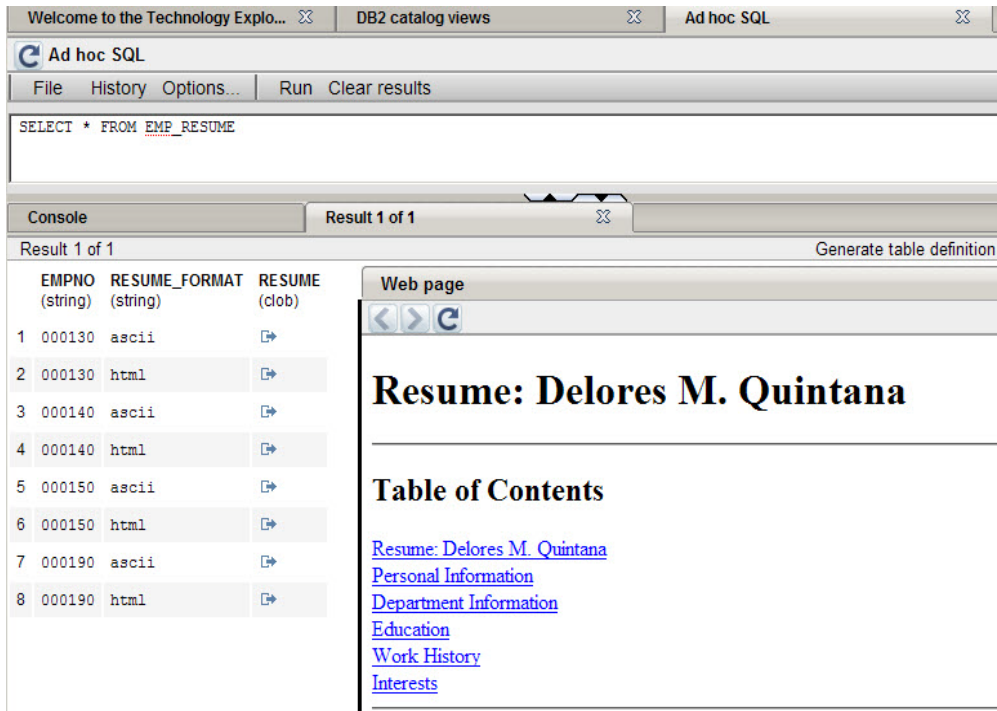 Welcome to the Technology Explo... DB2 catalog views Ad hoc SQL
Ad hoc SQL
File History Options... Run Clear results
SELECT * FROM EMP_RESUME
Console Result 1 of 1
Result 1 of 1 Generate table definition
EMPNO RESUME_FORMAT RESUME
(string) (string) (clob)
1 000130 ascii
2 000130 html
3 000140 ascii
4 000140 html
5 000150 ascii
6 000150 html
7 000190 ascii
8 000190 html
Web page
Resume: Delores M. Quintana
Table of Contents
Resume: Delores M. Quintana
Personal Information
Department Information
Education
Work History
Interests